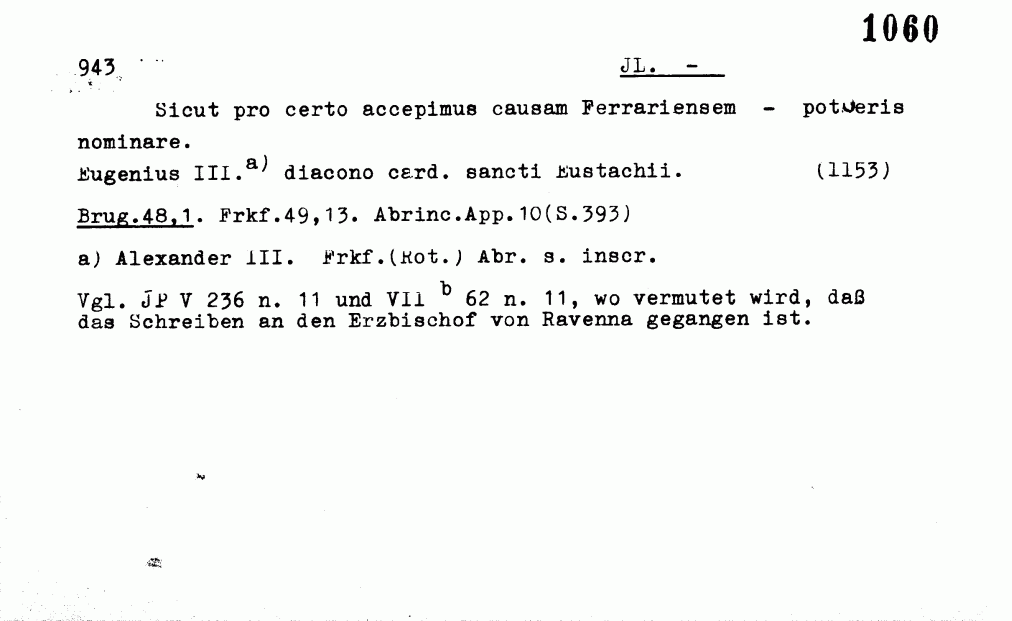 1060
943 JL. -
Sicut pro certo accepimus causam Ferrariensem - potueris
nominare.
Eugenius III.a) diacono card. sancti Eustachii. (1153)
Brug.48,1. Frkf.49,13. Abrinc.App.10(S.393)
a) Alexander III. Frkf.(Rot.) Abr. s. inscr.
Vgl. JP V 236 n. 11 und VII b 62 n. 11, wo vermutet wird, daß
das Schreiben an den Erzbischof von Ravenna gegangen ist.